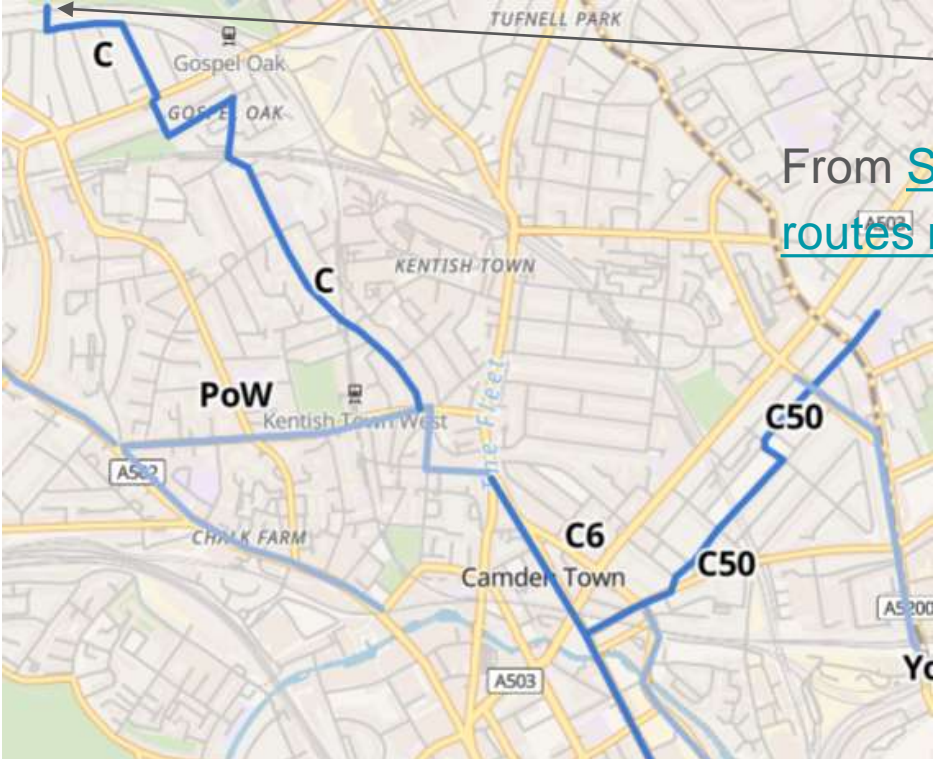 TUFNELL PARK
C
Gospel Oak
GOSPEL OAK
From
A503
routes
KENTISH TOWN
C
The Fleet
PoW
Kentish Town West
C50
A502
CHALK FARM
C6
C50
Camden Town
A5200
A503